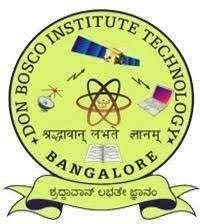 DON BOSCO INSTITUTE TECHNOLOGY
श्रद्धावान् लभते ज्ञानम्
BANGALORE
ಶ್ರದ್ಧಾವಾನ್ ಲಭತೇ ಜ್ಞಾನಂ